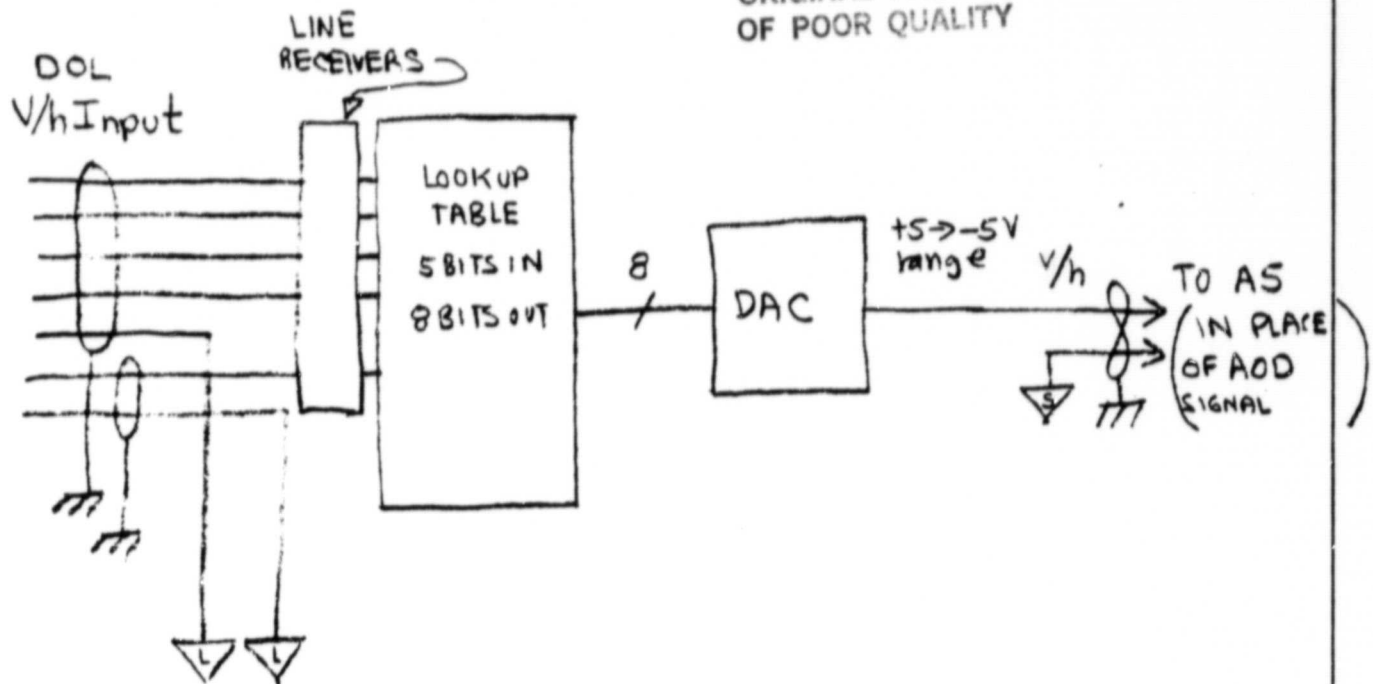 OF POOR QUALITY
LINE
RECEIVERS
DOL
V/h Input
LOOKUP
TABLE
5 BITS IN
8 BITS OUT
8
DAC
+5→-5V
range
V/h
TO A5
(IN PLACE
OF AOD
SIGNAL)
S
L
L